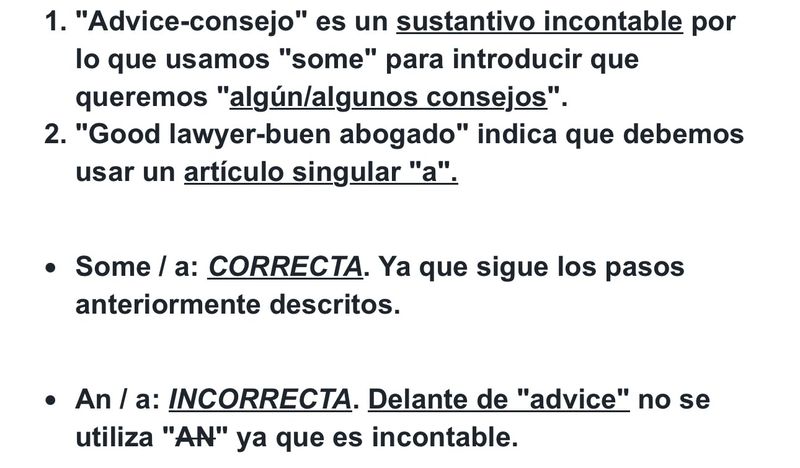 1. "Advice-consejo" es un sustantivo incontable por
lo que usamos "some" para introducir que
queremos "algún/algunos consejos".
2. "Good lawyer-buen abogado" indica que debemos
usar un artículo singular "a".
• Some / a: CORRECTA. Ya que sigue los pasos
anteriormente descritos.
• An / a: INCORRECTA. Delante de "advice" no se
utiliza "AN" ya que es incontable.